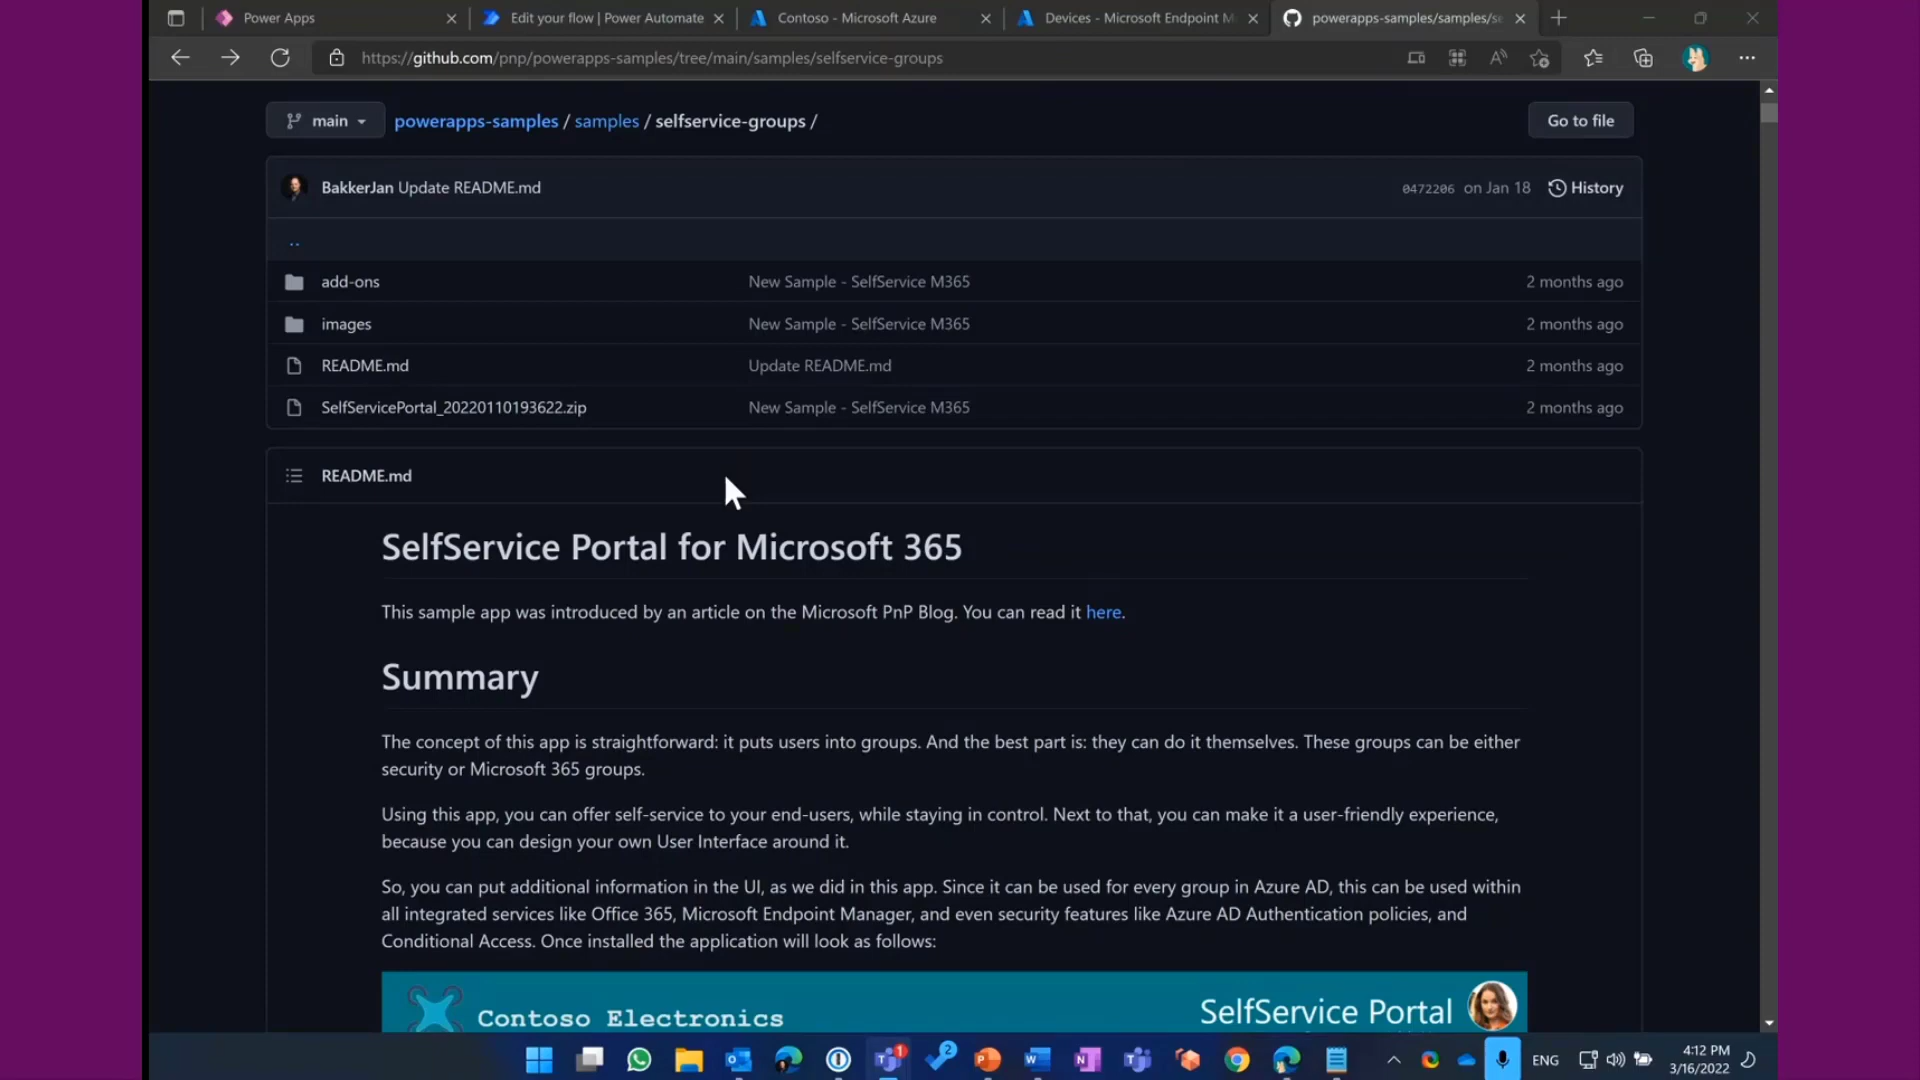 Power Apps
Edit your flow | Power Automate
Contoso - Microsoft Azure
Devices - Microsoft Endpoint M
powerapps-samples/samples/se
https://github.com/pnp/powerapps-samples/tree/main/samples/selfservice-groups
main
powerapps-samples / samples / selfservice-groups /
Go to file
BakkerJan Update README.md
0472206 on Jan 18
History
..
add-ons New Sample - SelfService M365 2 months ago
images New Sample - SelfService M365 2 months ago
README.md Update README.md 2 months ago
SelfServicePortal_20220110193622.zip New Sample - SelfService M365 2 months ago
README.md
SelfService Portal for Microsoft 365
This sample app was introduced by an article on the Microsoft PnP Blog. You can read it here.
Summary
The concept of this app is straightforward: it puts users into groups. And the best part is: they can do it themselves. These groups can be either
security or Microsoft 365 groups.
Using this app, you can offer self-service to your end-users, while staying in control. Next to that, you can make it a user-friendly experience,
because you can design your own User Interface around it.
So, you can put additional information in the UI, as we did in this app. Since it can be used for every group in Azure AD, this can be used within
all integrated services like Office 365, Microsoft Endpoint Manager, and even security features like Azure AD Authentication policies, and
Conditional Access. Once installed the application will look as follows:
Contoso Electronics
SelfService Portal
1
2
ENG
4:12 PM
3/16/2022